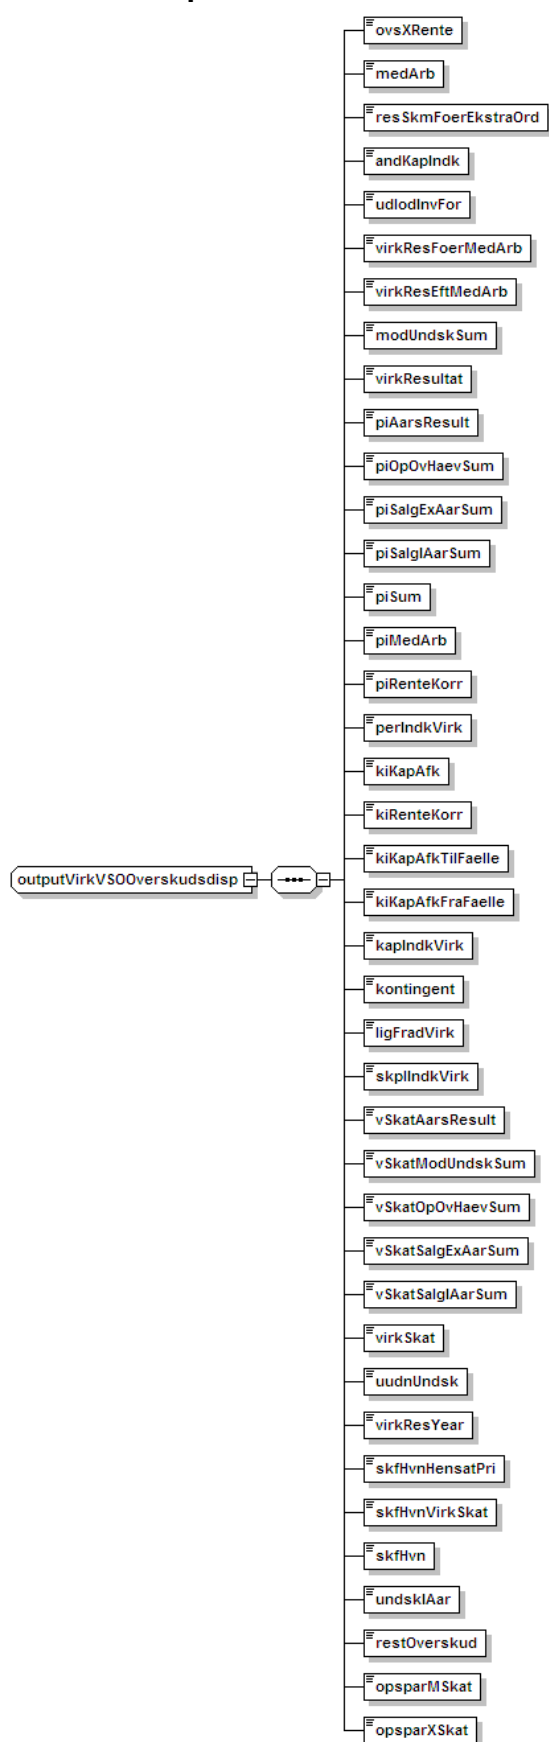 ovsXRente
medArb
resSkmFoerEkstraOrd
andKapIndk
udlodInvFor
virkResFoerMedArb
virkResEftMedArb
modUndskSum
virkResultat
piAarsResult
piOpOvHaevSum
piSalgExAarSum
piSalgIAarSum
piSum
piMedArb
piRenteKorr
perIndkVirk
kiKapAfk
kiRenteKorr
outputVirkVSOOverskudsdisp
kiKapAfkTilFaelle
kiKapAfkFraFaelle
kapIndkVirk
kontingent
ligFradVirk
skplIndkVirk
vSkatAarsResult
vSkatModUndskSum
vSkatOpOvHaevSum
vSkatSalgExAarSum
vSkatSalgIAarSum
virkSkat
uudnUndsk
virkResYear
skfHvnHensatPri
skfHvnVirkSkat
skfHvn
undskIAar
restOverskud
opsparMSkat
opsparXSkat